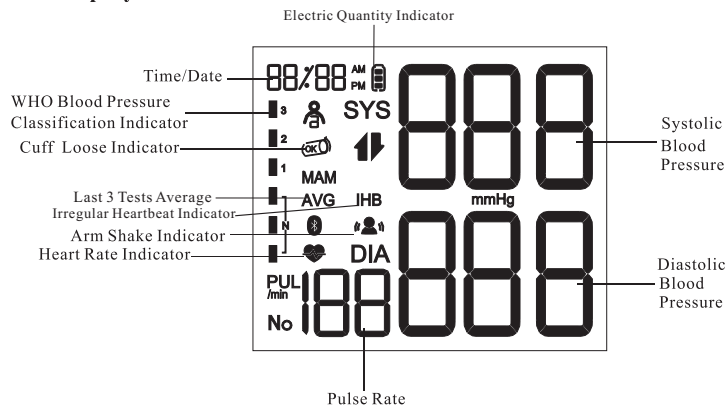 Electric Quantity Indicator
Time/Date
88%88 AM PM
WHO Blood Pressure
Classification Indicator
3
SYS
888
Systolic
Blood
Pressure
Cuff Loose Indicator
2
OK
1
MAM
Last 3 Tests Average
AVG
IHB
mmHg
Irregular Heartbeat Indicator
N
Arm Shake Indicator
Heart Rate Indicator
DIA
888
Diastolic
Blood
Pressure
PUL
/min
No
188
Pulse Rate